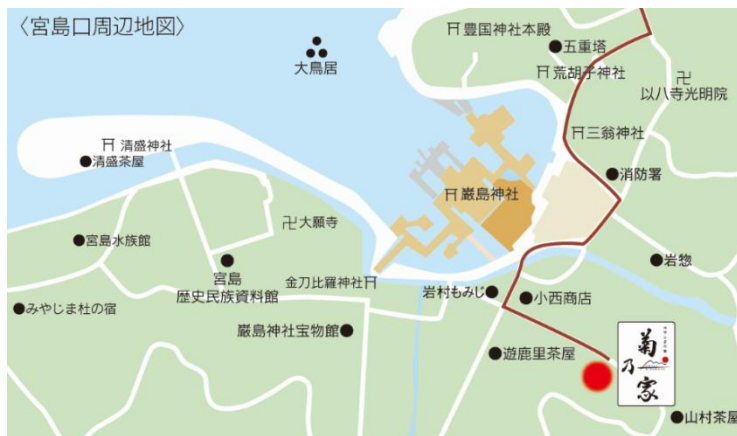 〈宮島口周辺地図〉
大鳥居
豊国神社本殿
五重塔
荒胡子神社
以八寺光明院
三翁神社
消防署
清盛神社
清盛茶屋
厳島神社
大願寺
宮島水族館
宮島
歴史民族資料館
金刀比羅神社
岩村もみじ
小西商店
岩惣
みやじま杜の宿
厳島神社宝物館
遊鹿里茶屋
菊乃家
山村茶屋